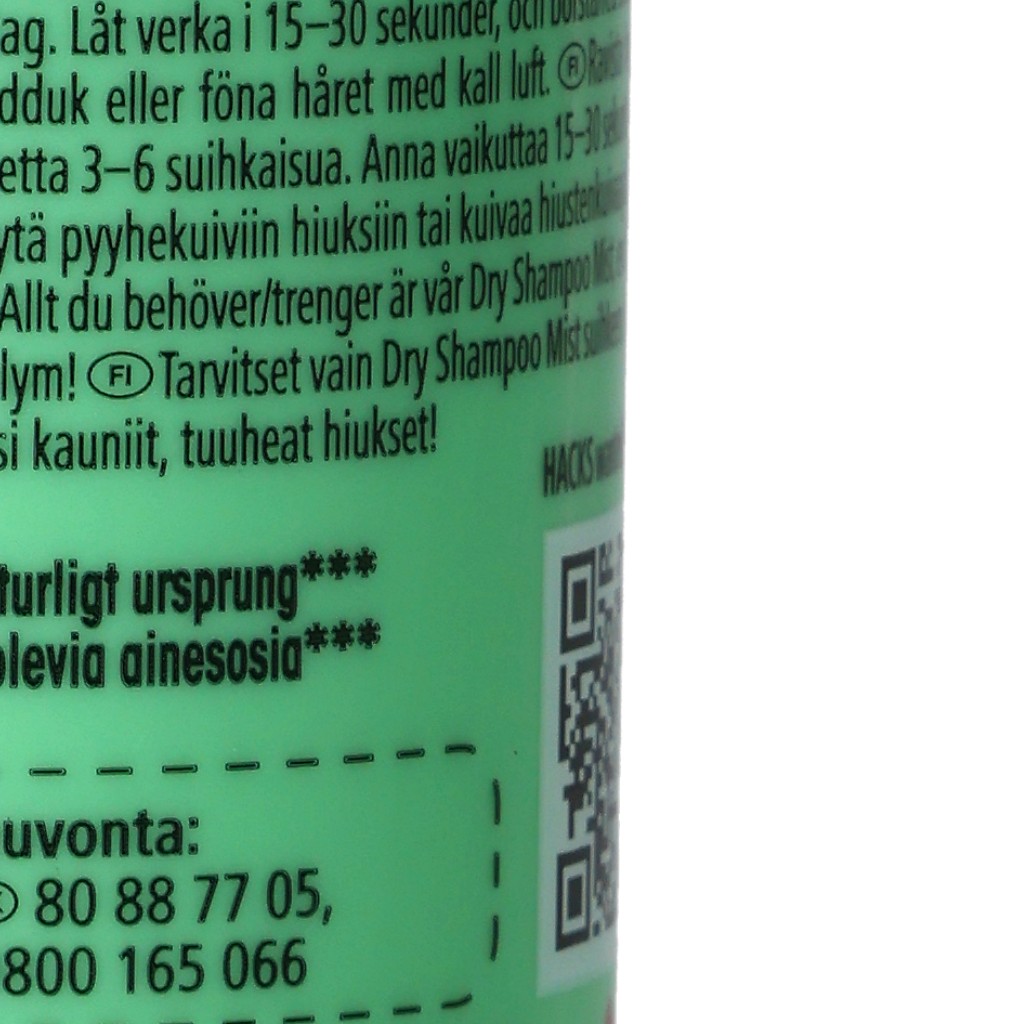 ag. Låt verka i 15–30 sekunder, och
dduk eller föna håret med kall luft. FI
etta 3–6 suihkaisua. Anna vaikuttaa 15–30
ytä pyyhekuiviin hiuksiin tai kuivaa
Allt du behöver/trenger är vår Dry Shampoo Mist
lym! FI Tarvitset vain Dry Shampoo Mist
si kauniit, tuuheat hiukset!
HACKS
turligt ursprung***
olevia ainesosia***
uvonta:
80 88 77 05,
800 165 066